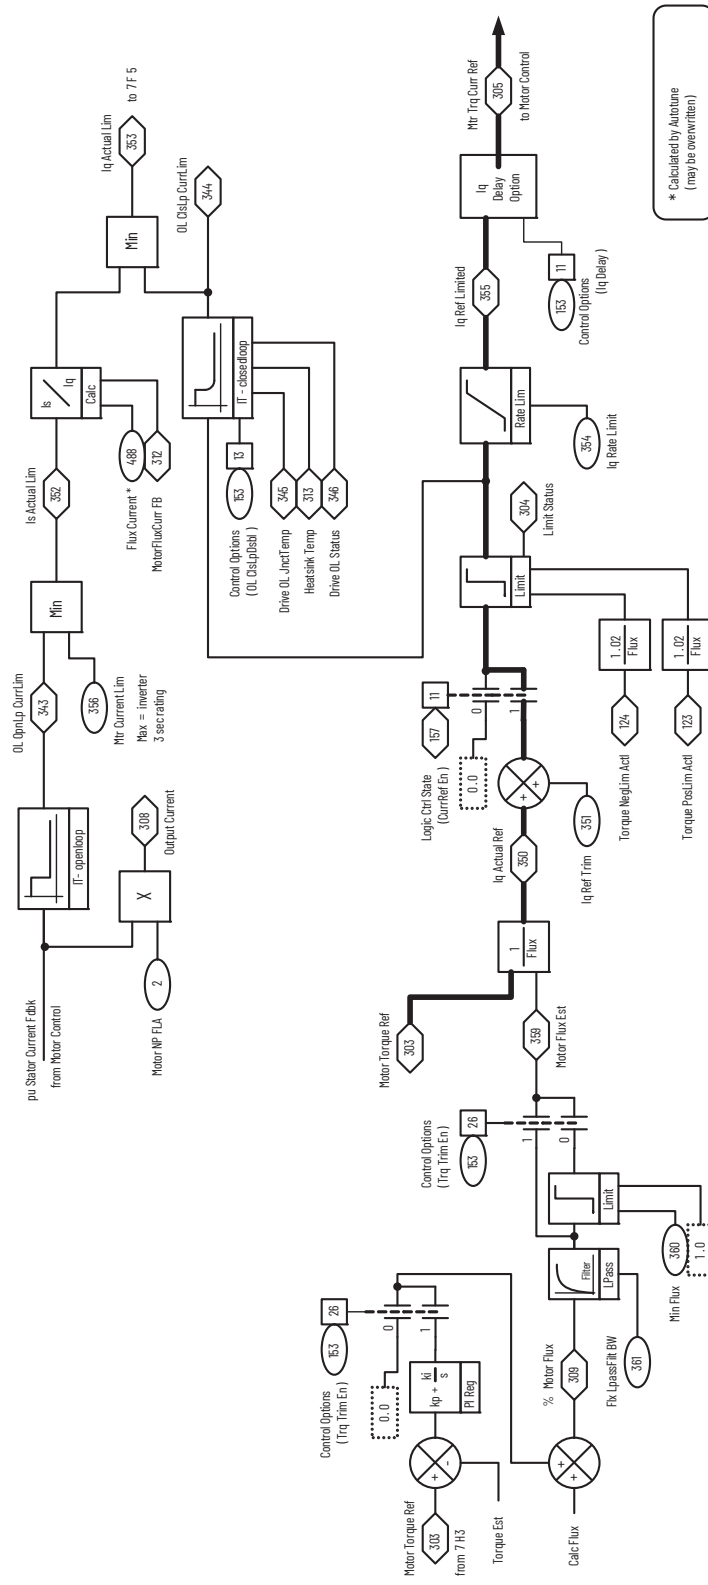 pu Stator Current Fdbk
from Motor Control
Motor NP FLA
2
X
308
Output Current
IT- openloop
OL OpnLp CurrLim
343
356
Mtr Current Lim
Max = inverter
3 sec rating
Min
Is Actual Lim
352
Is
Iq
Calc
488
Flux Current *
312
MotorFluxCurr FB
Min
Iq Actual Lim
353
to 7 F 5
OL ClsLp CurrLim
344
IT - closedloop
13
153
Control Options
( OL ClsLpDsbl )
345
Drive OL JnctTemp
313
Heatsink Temp
346
Drive OL Status
Control Options
( Trq Trim En )
153
26
0.0
0
1
kp +
ki
s
PI Reg
+
-
Motor Torque Ref
303
from 7 H3
Torque Est
Calc Flux
+
+
% Motor Flux
309
Flx LpassFilt BW
361
Filter
LPass
Limit
Min Flux
360
1.0
Control Options
( Trq Trim En )
153
26
1
0
359
Motor Flux Est
Motor Torque Ref
303
1
Flux
Iq Actual Ref
350
+
+
351
Iq Ref Trim
Logic Ctrl State
(CurrRef En )
157
11
0.0
0
1
Limit
304
Limit Status
1.02
Flux
124
Torque NegLim Actl
1.02
Flux
123
Torque PosLim Actl
Rate Lim
354
Iq Rate Limit
Iq Ref Limited
355
Iq
Delay
Option
11
153
Control Options
( Iq Delay )
Mtr Trq Curr Ref
305
to Motor Control
* Calculated by Autotune
( may be overwritten )